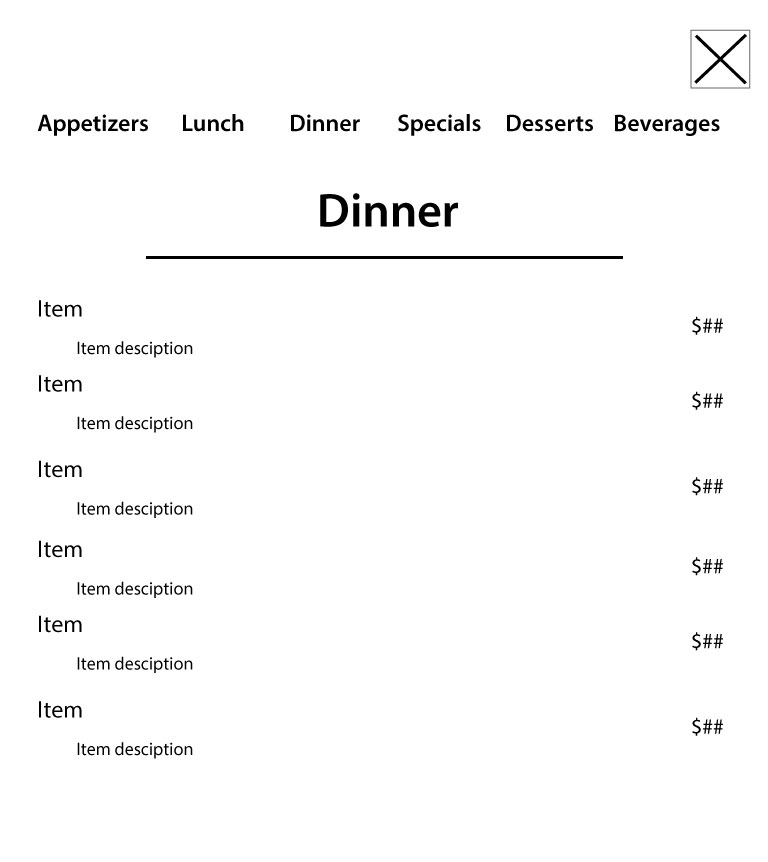 Appetizers Lunch Dinner Specials Desserts Beverages
Dinner
Item
$##
Item desciption
Item
$##
Item desciption
Item
$##
Item desciption
Item
$##
Item desciption
Item
$##
Item desciption
Item
$##
Item desciption